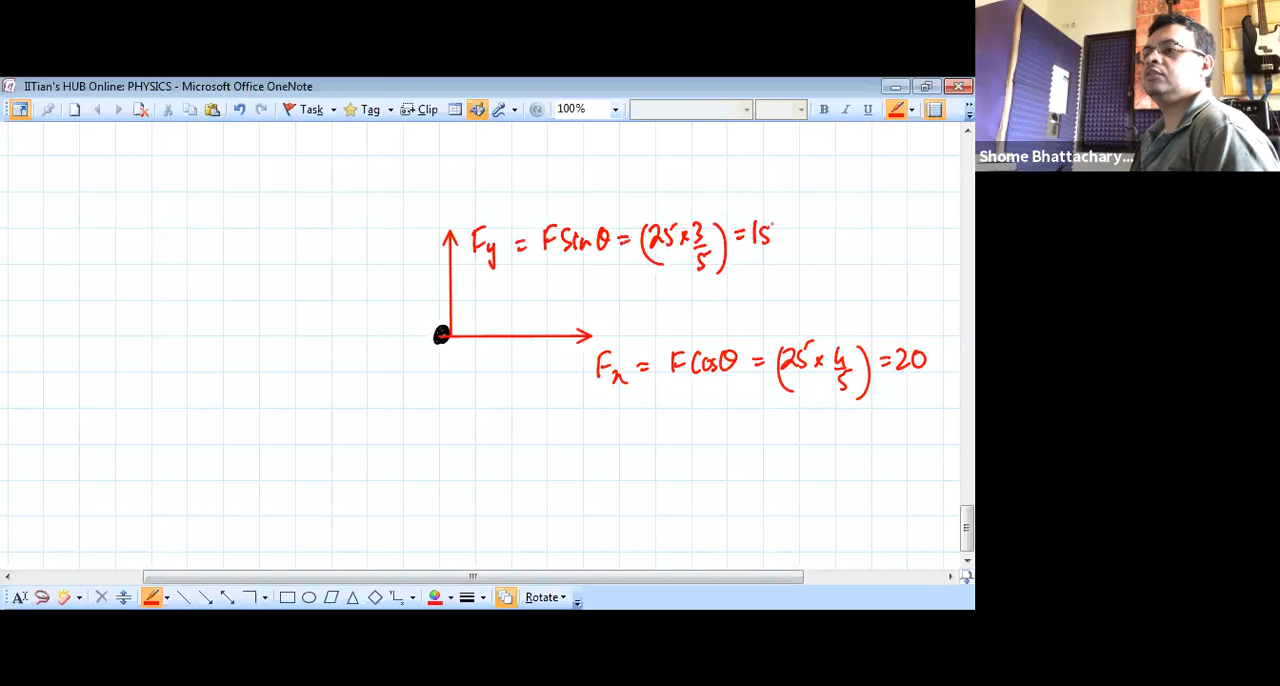 IITian's HUB Online: PHYSICS - Microsoft Office OneNote
Task Tag Clip 100% B I U
Shome Bhattachary...
Fy = F Sin θ = (25 × 3/5) = 15
Fx = F Cos θ = (25 × 4/5) = 20
A Rotate